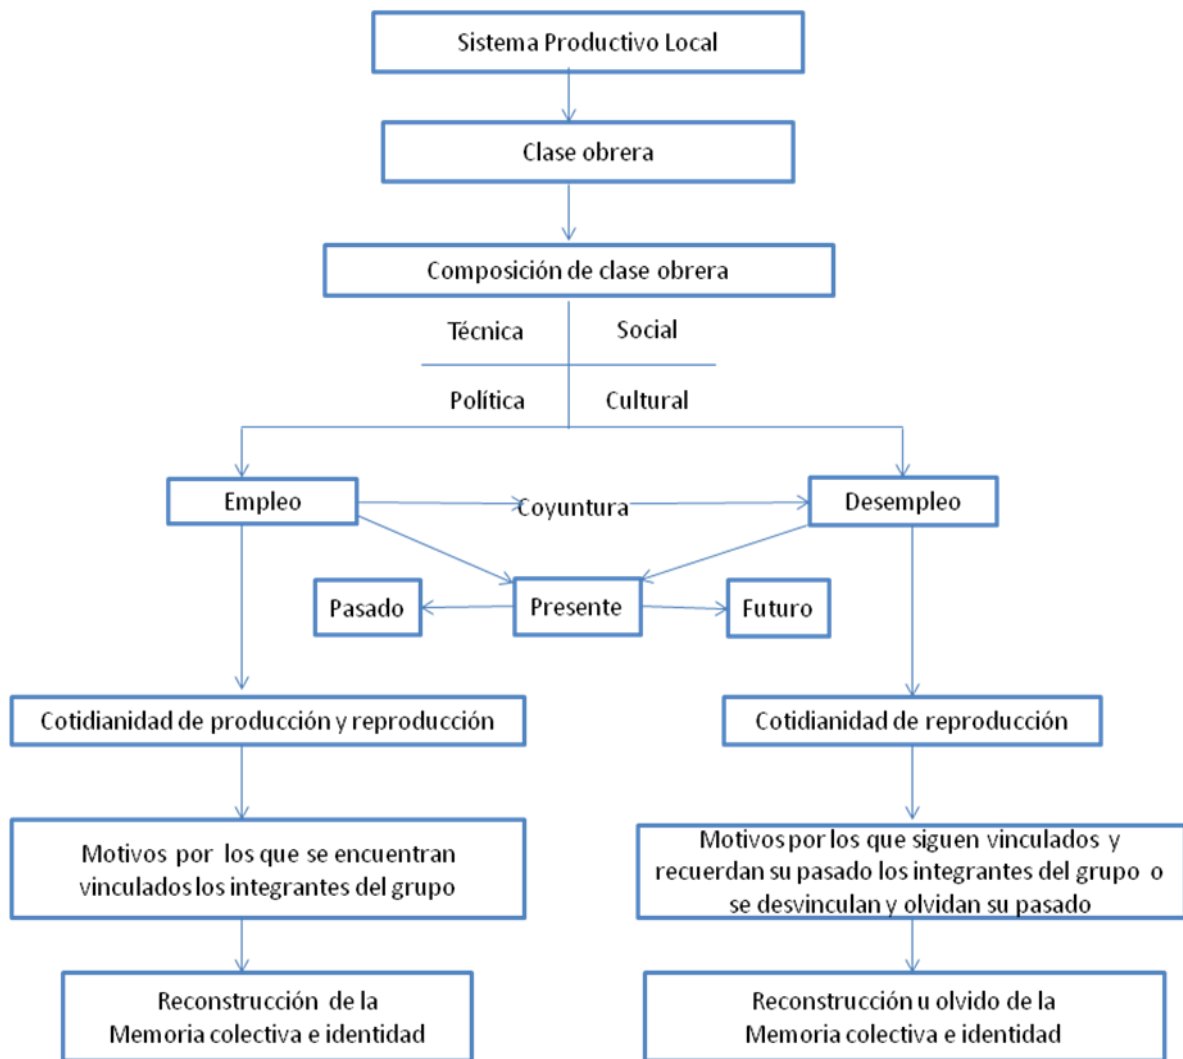 Sistema Productivo Local
Clase obrera
Composición de clase obrera
Técnica Social
Política Cultural
Empleo Coyuntura Desempleo
Pasado Presente Futuro
Cotidianidad de producción y reproducción
Cotidianidad de reproducción
Motivos por los que se encuentran
vinculados los integrantes del grupo
Motivos por los que siguen vinculados y
recuerdan su pasado los integrantes del grupo o
se desvinculan y olvidan su pasado
Reconstrucción de la
Memoria colectiva e identidad
Reconstrucción u olvido de la
Memoria colectiva e identidad